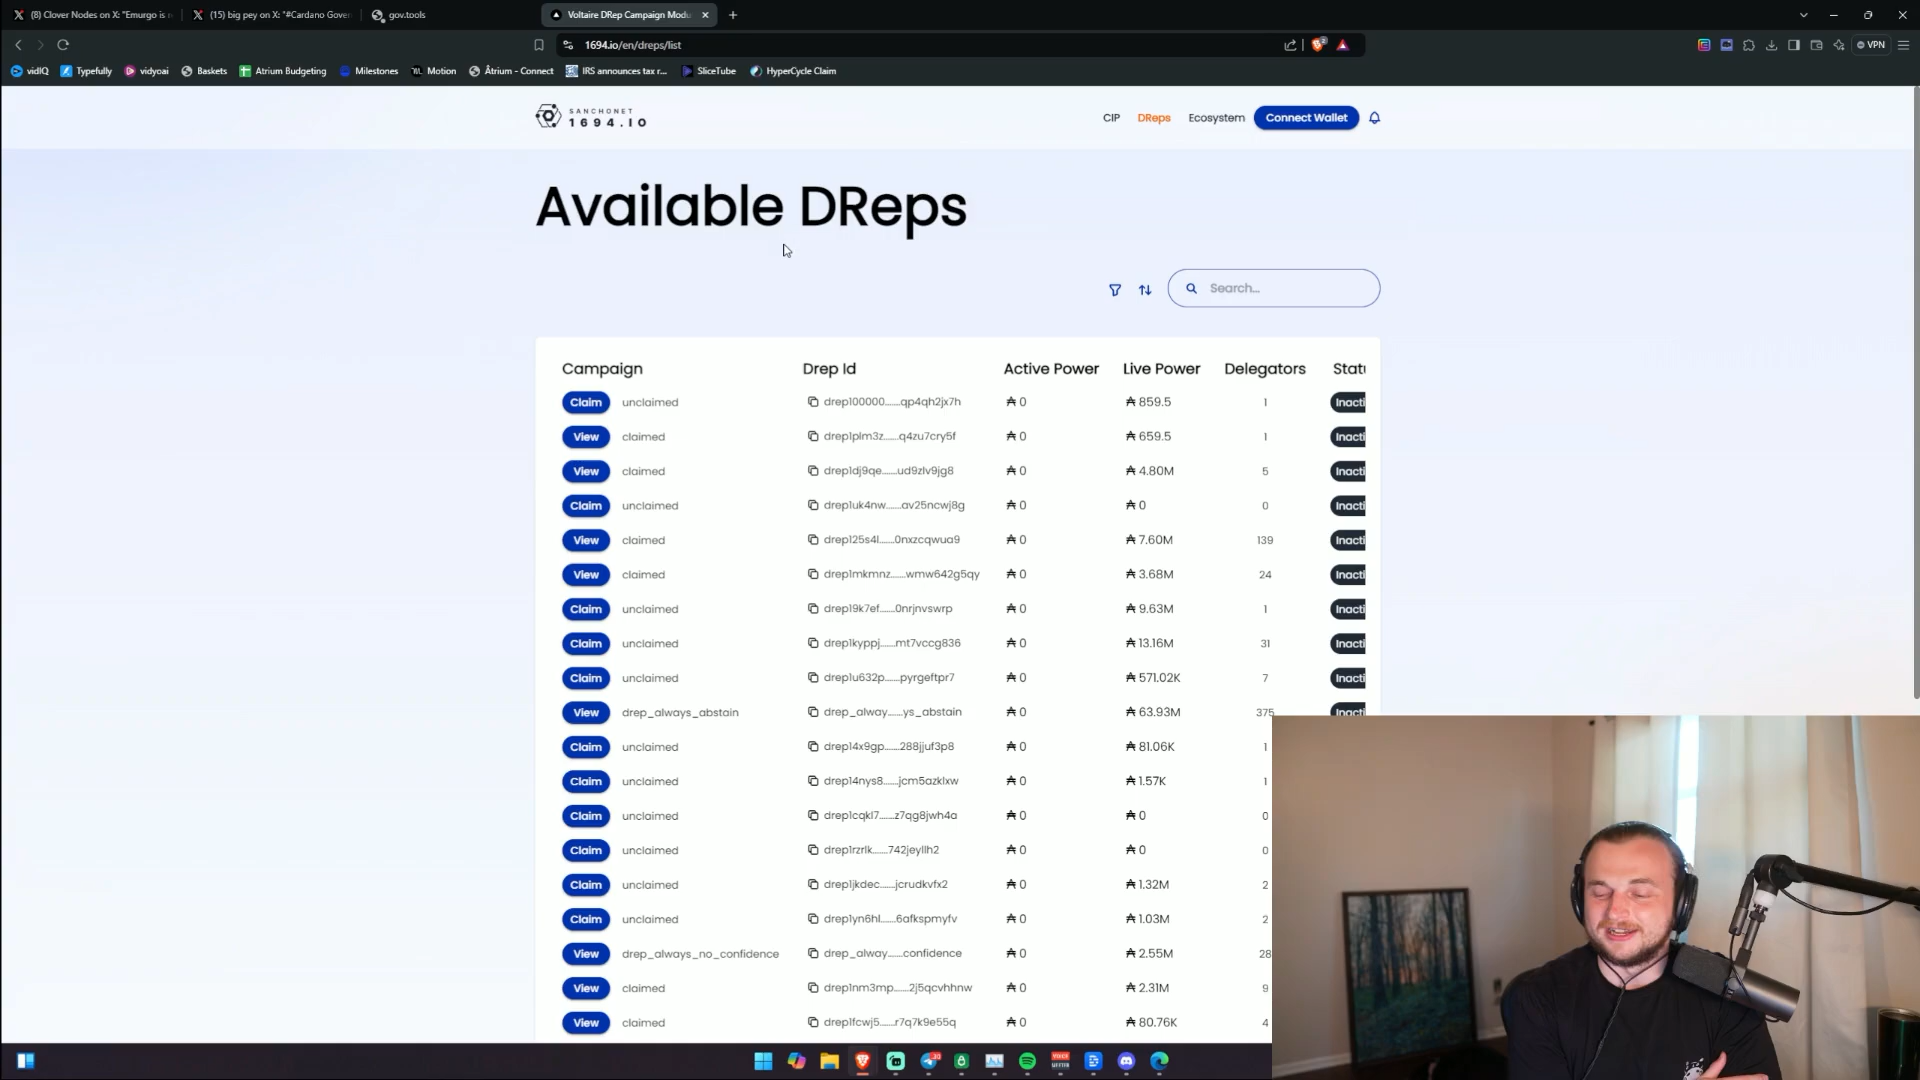 (8) Clover Nodes on X: "Emurgo is
(15) big pey on X: "#Cardano Gover
gov.tools
Voltaire DRep Campaign Modu
1694.io/en/dreps/list
2
VPN
vidIQ
Typefully
vidyoai
Baskets
Atrium Budgeting
Milestones
Motion
Åtrium - Connect
IRS announces tax r...
SliceTube
HyperCycle Claim
SANCHONET
1694.IO
CIP
DReps
Ecosystem
Connect Wallet
Available DReps
Search...
Campaign Drep Id Active Power Live Power Delegators Statu
Claim unclaimed drep100000.......qp4qh2jx7h ₳ 0 ₳ 859.5 1 Inacti
View claimed drep1plm3z.......q4zu7cry5f ₳ 0 ₳ 659.5 1 Inacti
View claimed drep1dj9qe.......ud9zlv9jg8 ₳ 0 ₳ 4.80M 5 Inacti
Claim unclaimed drep1uk4nw.......av25ncwj8g ₳ 0 ₳ 0 0 Inacti
View claimed drep125s4l.......0nxzcqwua9 ₳ 0 ₳ 7.60M 139 Inacti
View claimed drep1mkmnz.......wmw642g5qy ₳ 0 ₳ 3.68M 24 Inacti
Claim unclaimed drep19k7ef.......0nrjnvswrp ₳ 0 ₳ 9.63M 1 Inacti
Claim unclaimed drep1kyppj.......mt7vccg836 ₳ 0 ₳ 13.16M 31 Inacti
Claim unclaimed drep1u632p.......pyrgeftpr7 ₳ 0 ₳ 571.02K 7 Inacti
View drep_always_abstain drep_alway.......ys_abstain ₳ 0 ₳ 63.93M 375 Inacti
Claim unclaimed drep14x9gp.......288jjuf3p8 ₳ 0 ₳ 81.06K 1
Claim unclaimed drep14nys8.......jcm5azklxw ₳ 0 ₳ 1.57K 1
Claim unclaimed drep1cqkl7.......z7qg8jwh4a ₳ 0 ₳ 0 0
Claim unclaimed drep1rzrlk.......742jeyllh2 ₳ 0 ₳ 0 0
Claim unclaimed drep1jkdec.......jcrudkvfx2 ₳ 0 ₳ 1.32M 2
Claim unclaimed drep1yn6hl.......6afkspmyfv ₳ 0 ₳ 1.03M 2
View drep_always_no_confidence drep_alway.......confidence ₳ 0 ₳ 2.55M 28
View claimed drep1nm3mp.......2j5qcvhhnw ₳ 0 ₳ 2.31M 9
View claimed drep1fcwj5.......r7q7k9e55q ₳ 0 ₳ 80.76K 4